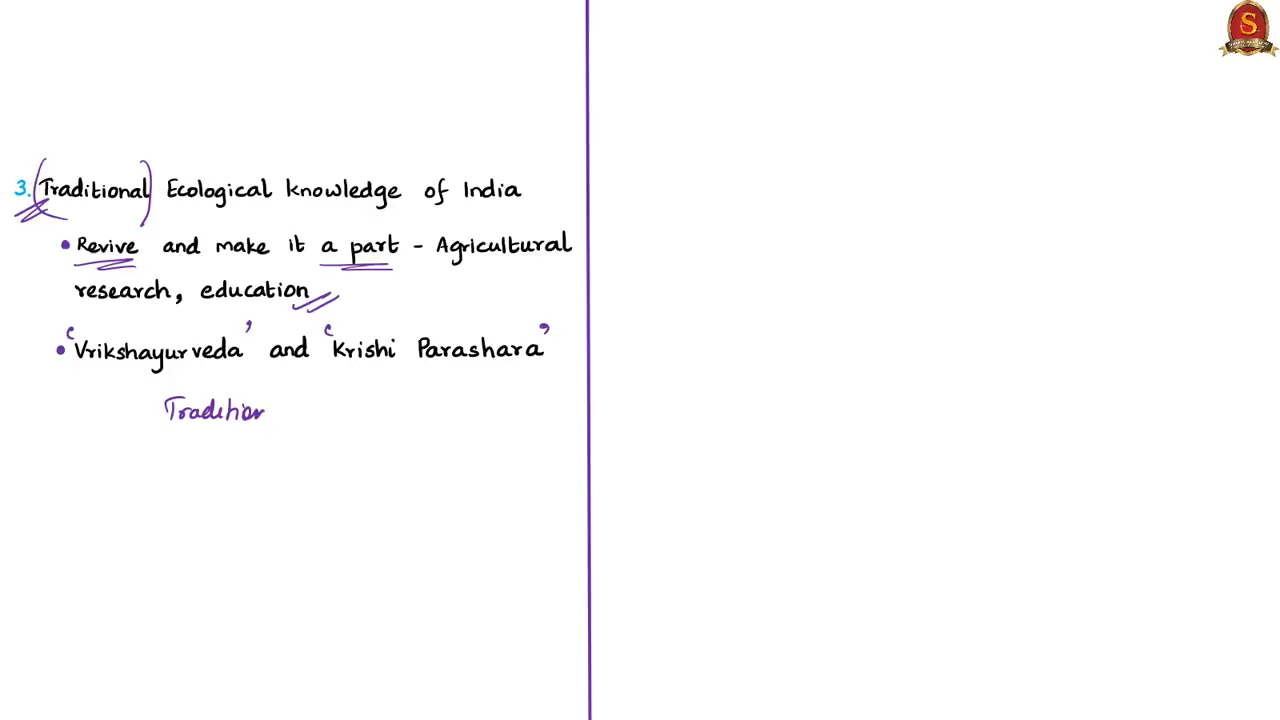 3. (Traditional) Ecological knowledge of India
• Revive and make it a part - Agricultural
research, education
• 'Vrikshayurveda' and 'Krishi Parashara'
Tradition
S